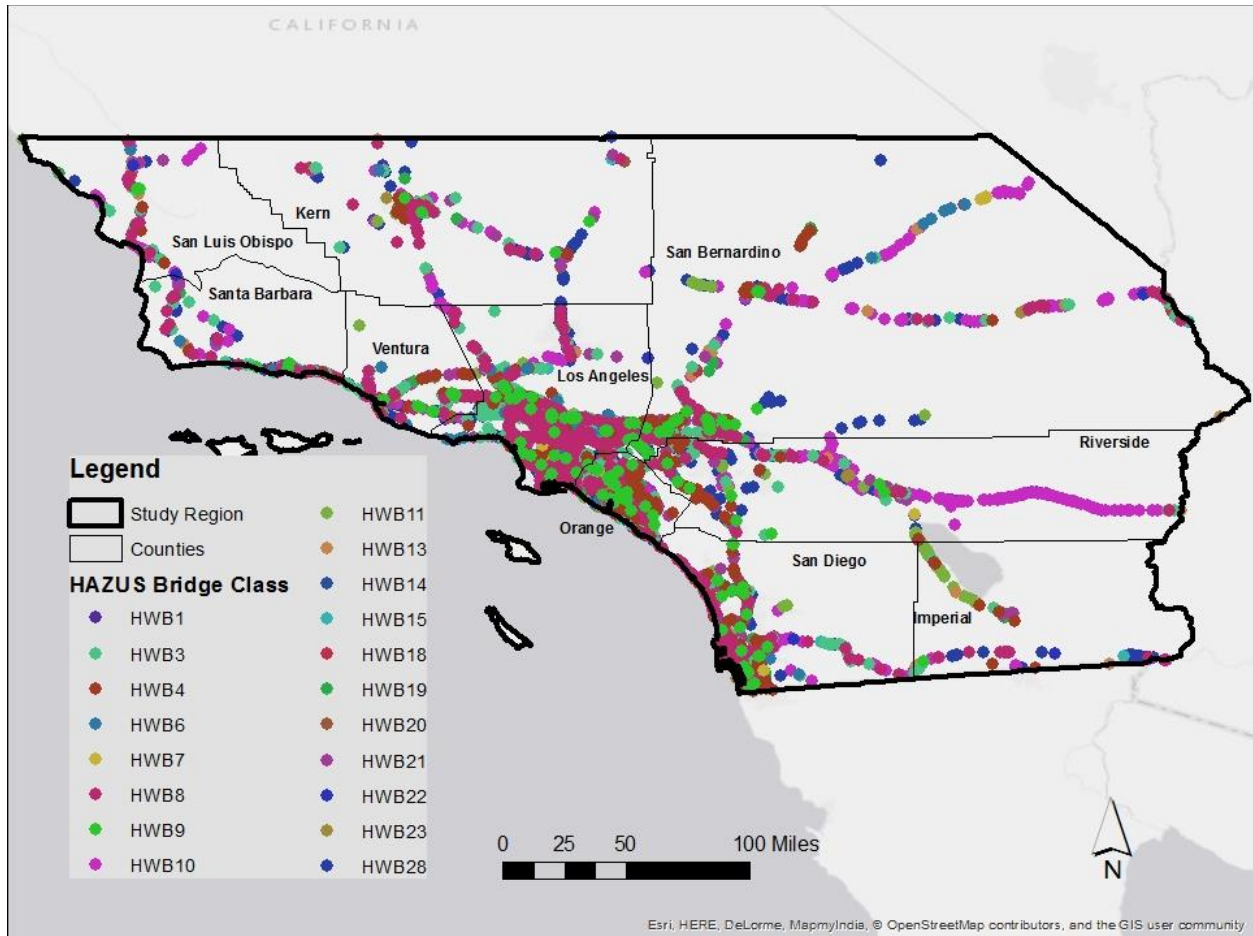 CALIFORNIA
Kern
San Luis Obispo
San Bernardino
Santa Barbara
Ventura
Los Angeles
Riverside
Orange
San Diego
Imperial
Legend
Study Region
Counties
HAZUS Bridge Class
HWB1
HWB3
HWB4
HWB6
HWB7
HWB8
HWB9
HWB10
HWB11
HWB13
HWB14
HWB15
HWB18
HWB19
HWB20
HWB21
HWB22
HWB23
HWB28
0 25 50 100 Miles
N
Esri, HERE, DeLorme, MapmyIndia, © OpenStreetMap contributors, and the GIS user community